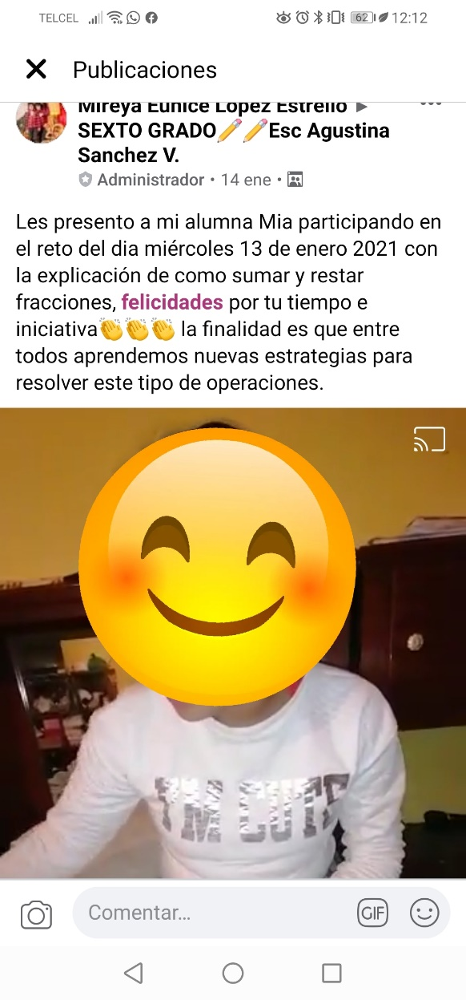 TELCEL 62 12:12
Publicaciones
Mireya Eunice López Estrello ▸
SEXTO GRADO✏️✏️Esc Agustina
Sanchez V.
Administrador • 14 ene •
Les presento a mi alumna Mia participando en
el reto del dia miércoles 13 de enero 2021 con
la explicación de como sumar y restar
fracciones, felicidades por tu tiempo e
iniciativa👏👏👏 la finalidad es que entre
todos aprendemos nuevas estrategias para
resolver este tipo de operaciones.
I'M CUTE
Comentar... GIF